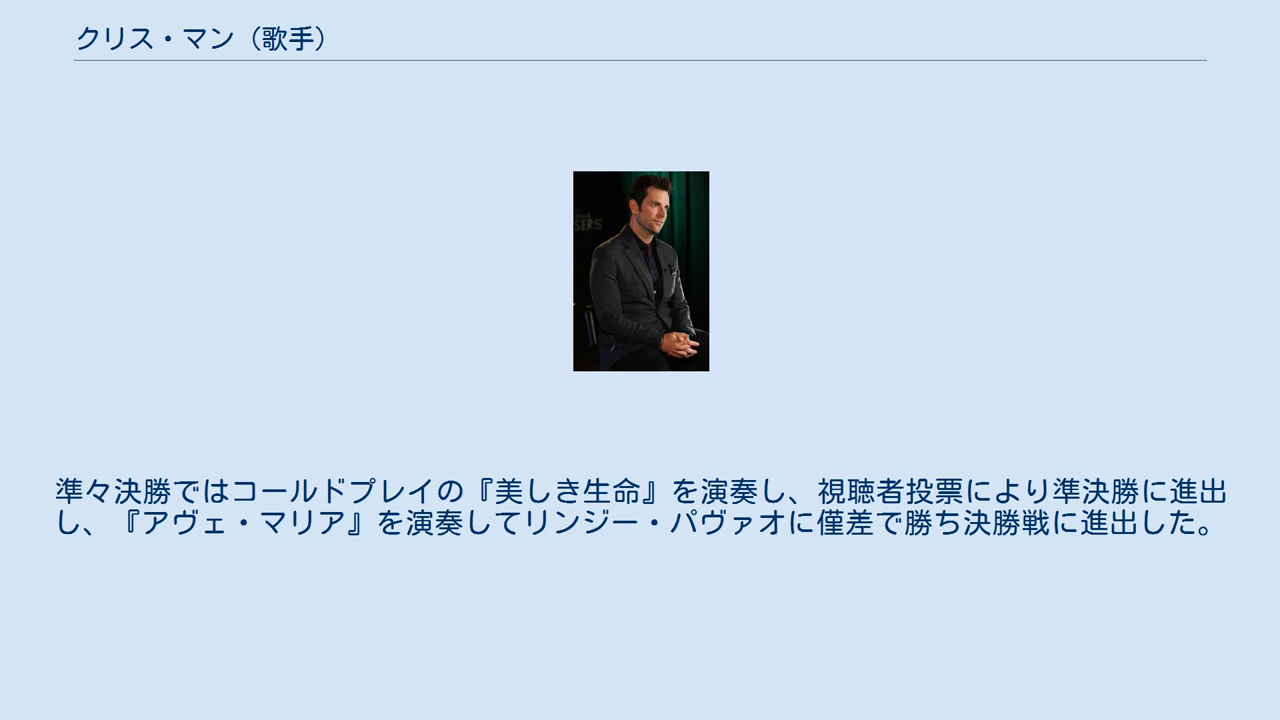 クリス・マン（歌手）
SERS
準々決勝ではコールドプレイの『美しき生命』を演奏し、視聴者投票により準決勝に進出
し、『アヴェ・マリア』を演奏してリンジー・パヴァオに僅差で勝ち決勝戦に進出した。